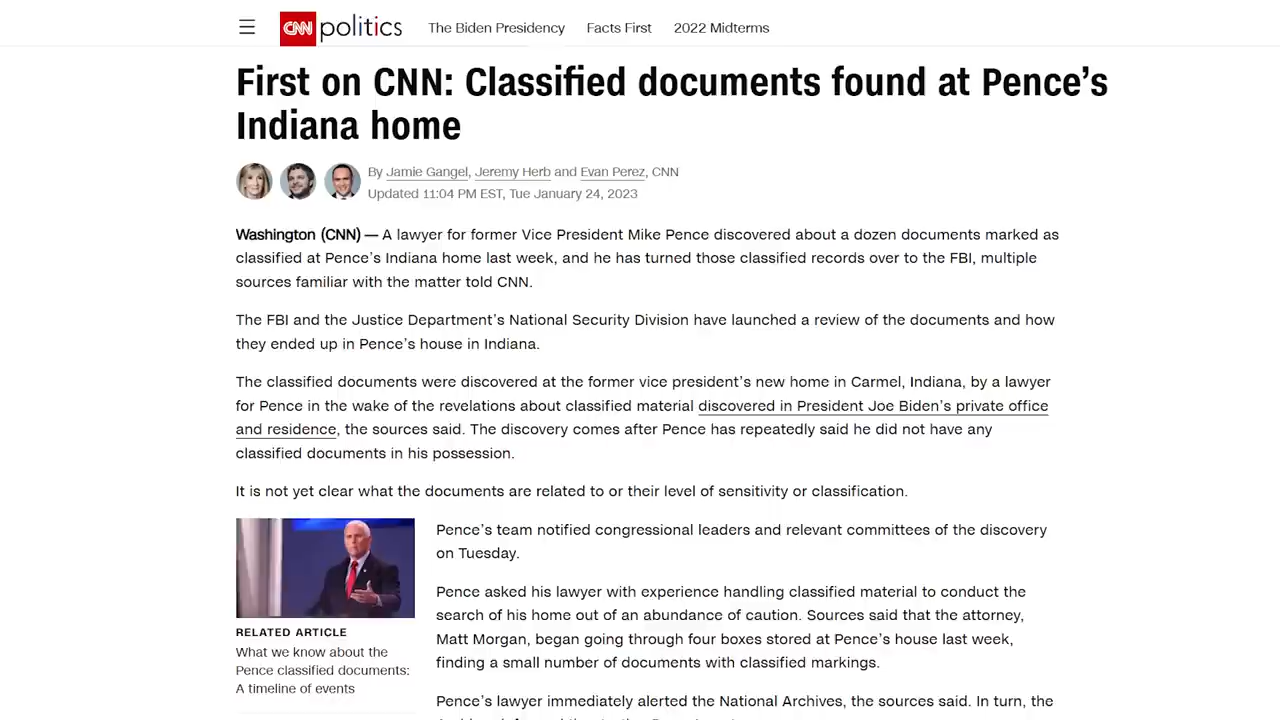 CNN politics The Biden Presidency Facts First 2022 Midterms
First on CNN: Classified documents found at Pence’s
Indiana home
By Jamie Gangel, Jeremy Herb and Evan Perez, CNN
Updated 11:04 PM EST, Tue January 24, 2023
Washington (CNN) — A lawyer for former Vice President Mike Pence discovered about a dozen documents marked as
classified at Pence’s Indiana home last week, and he has turned those classified records over to the FBI, multiple
sources familiar with the matter told CNN.
The FBI and the Justice Department’s National Security Division have launched a review of the documents and how
they ended up in Pence’s house in Indiana.
The classified documents were discovered at the former vice president’s new home in Carmel, Indiana, by a lawyer
for Pence in the wake of the revelations about classified material discovered in President Joe Biden’s private office
and residence, the sources said. The discovery comes after Pence has repeatedly said he did not have any
classified documents in his possession.
It is not yet clear what the documents are related to or their level of sensitivity or classification.
RELATED ARTICLE
What we know about the
Pence classified documents:
A timeline of events
Pence’s team notified congressional leaders and relevant committees of the discovery
on Tuesday.
Pence asked his lawyer with experience handling classified material to conduct the
search of his home out of an abundance of caution. Sources said that the attorney,
Matt Morgan, began going through four boxes stored at Pence’s house last week,
finding a small number of documents with classified markings.
Pence’s lawyer immediately alerted the National Archives, the sources said. In turn, the